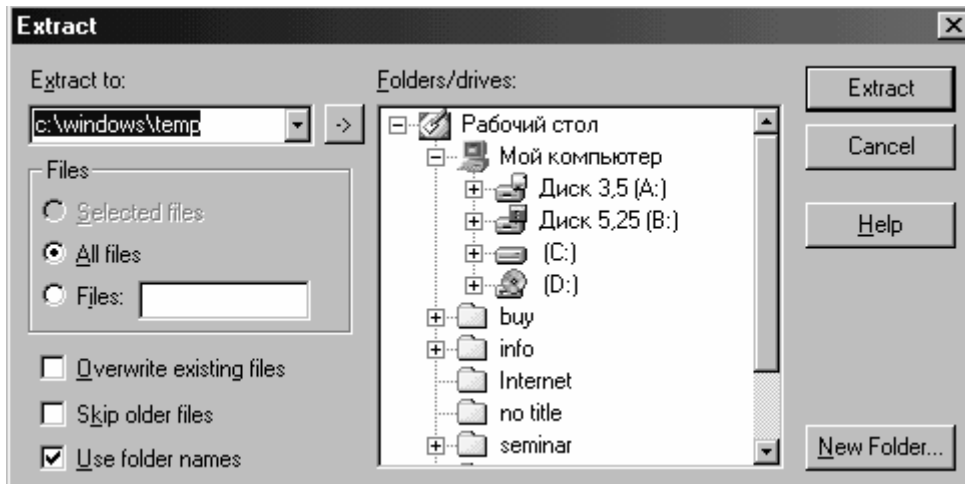 Extract
Extract to:
c:\windows\temp
->
Files
Selected files
All files
Files:
Overwrite existing files
Skip older files
Use folder names
Folders/drives:
Рабочий стол
Мой компьютер
Диск 3,5 (A:)
Диск 5,25 (B:)
(C:)
(D:)
buy
info
Internet
no title
seminar
Extract
Cancel
Help
New Folder...